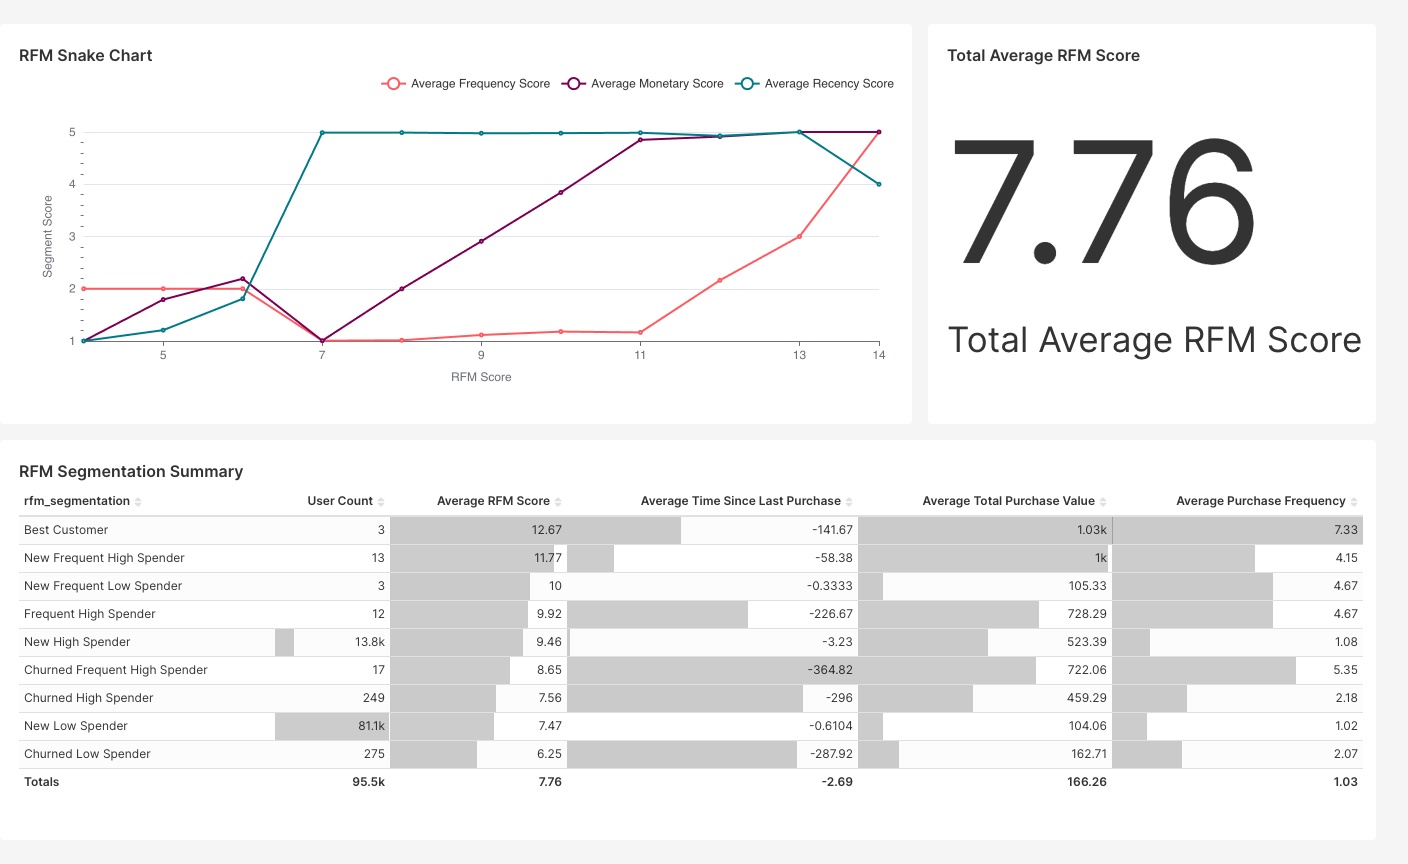 RFM Snake Chart
Average Frequency Score Average Monetary Score Average Recency Score
5
4
3
2
1
Segment Score
5 7 9 11 13 14
RFM Score
Total Average RFM Score
7.76
Total Average RFM Score
RFM Segmentation Summary
rfm_segmentation User Count Average RFM Score Average Time Since Last Purchase Average Total Purchase Value Average Purchase Frequency
Best Customer 3 12.67 -141.67 1.03k 7.33
New Frequent High Spender 13 11.77 -58.38 1k 4.15
New Frequent Low Spender 3 10 -0.3333 105.33 4.67
Frequent High Spender 12 9.92 -226.67 728.29 4.67
New High Spender 13.8k 9.46 -3.23 523.39 1.08
Churned Frequent High Spender 17 8.65 -364.82 722.06 5.35
Churned High Spender 249 7.56 -296 459.29 2.18
New Low Spender 81.1k 7.47 -0.6104 104.06 1.02
Churned Low Spender 275 6.25 -287.92 162.71 2.07
Totals 95.5k 7.76 -2.69 166.26 1.03